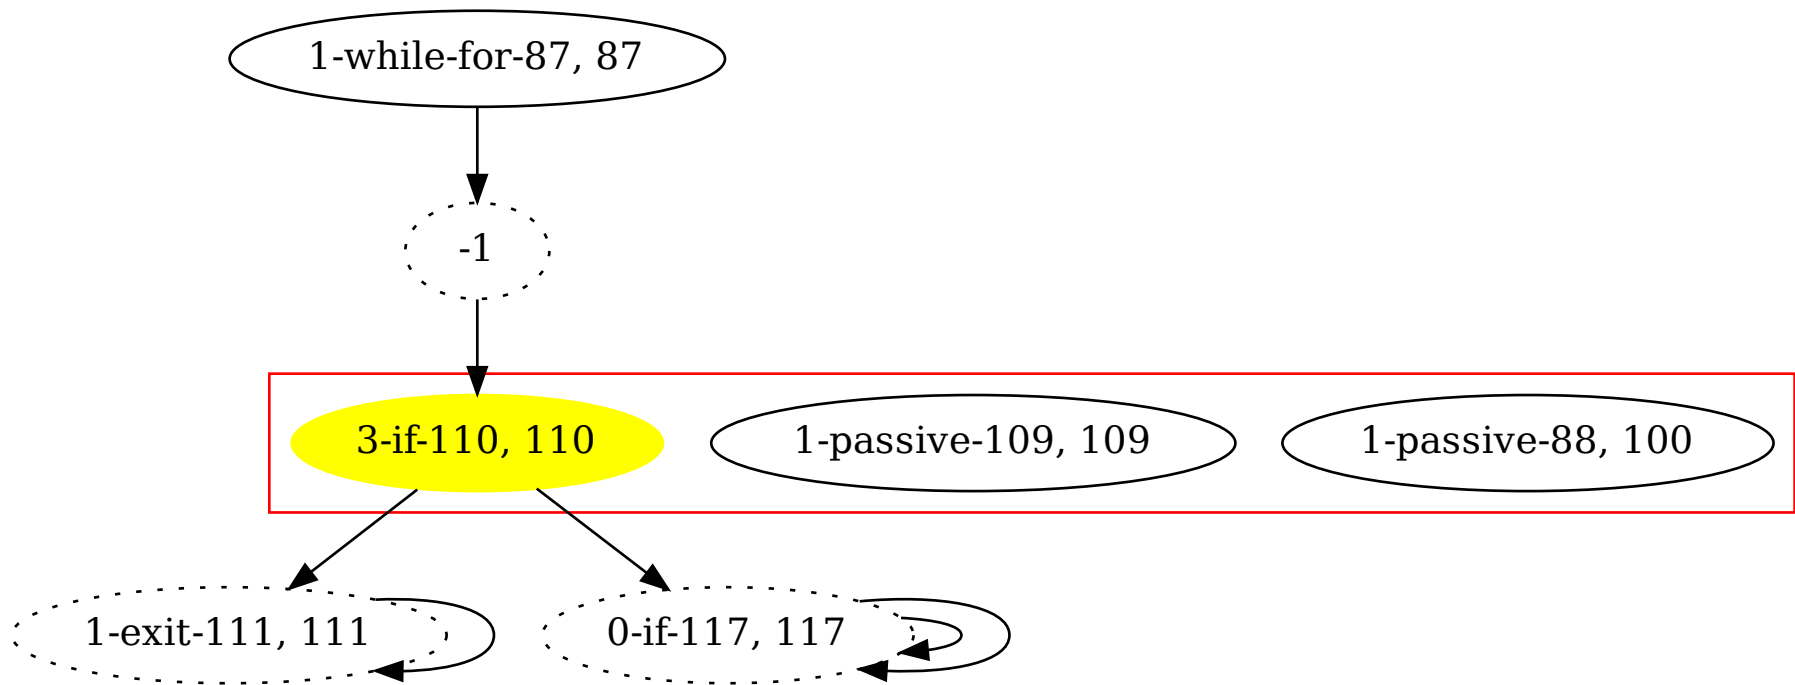 1-while-for-87, 87
-1
3-if-110, 110
1-passive-109, 109
1-passive-88, 100
1-exit-111, 111
0-if-117, 117